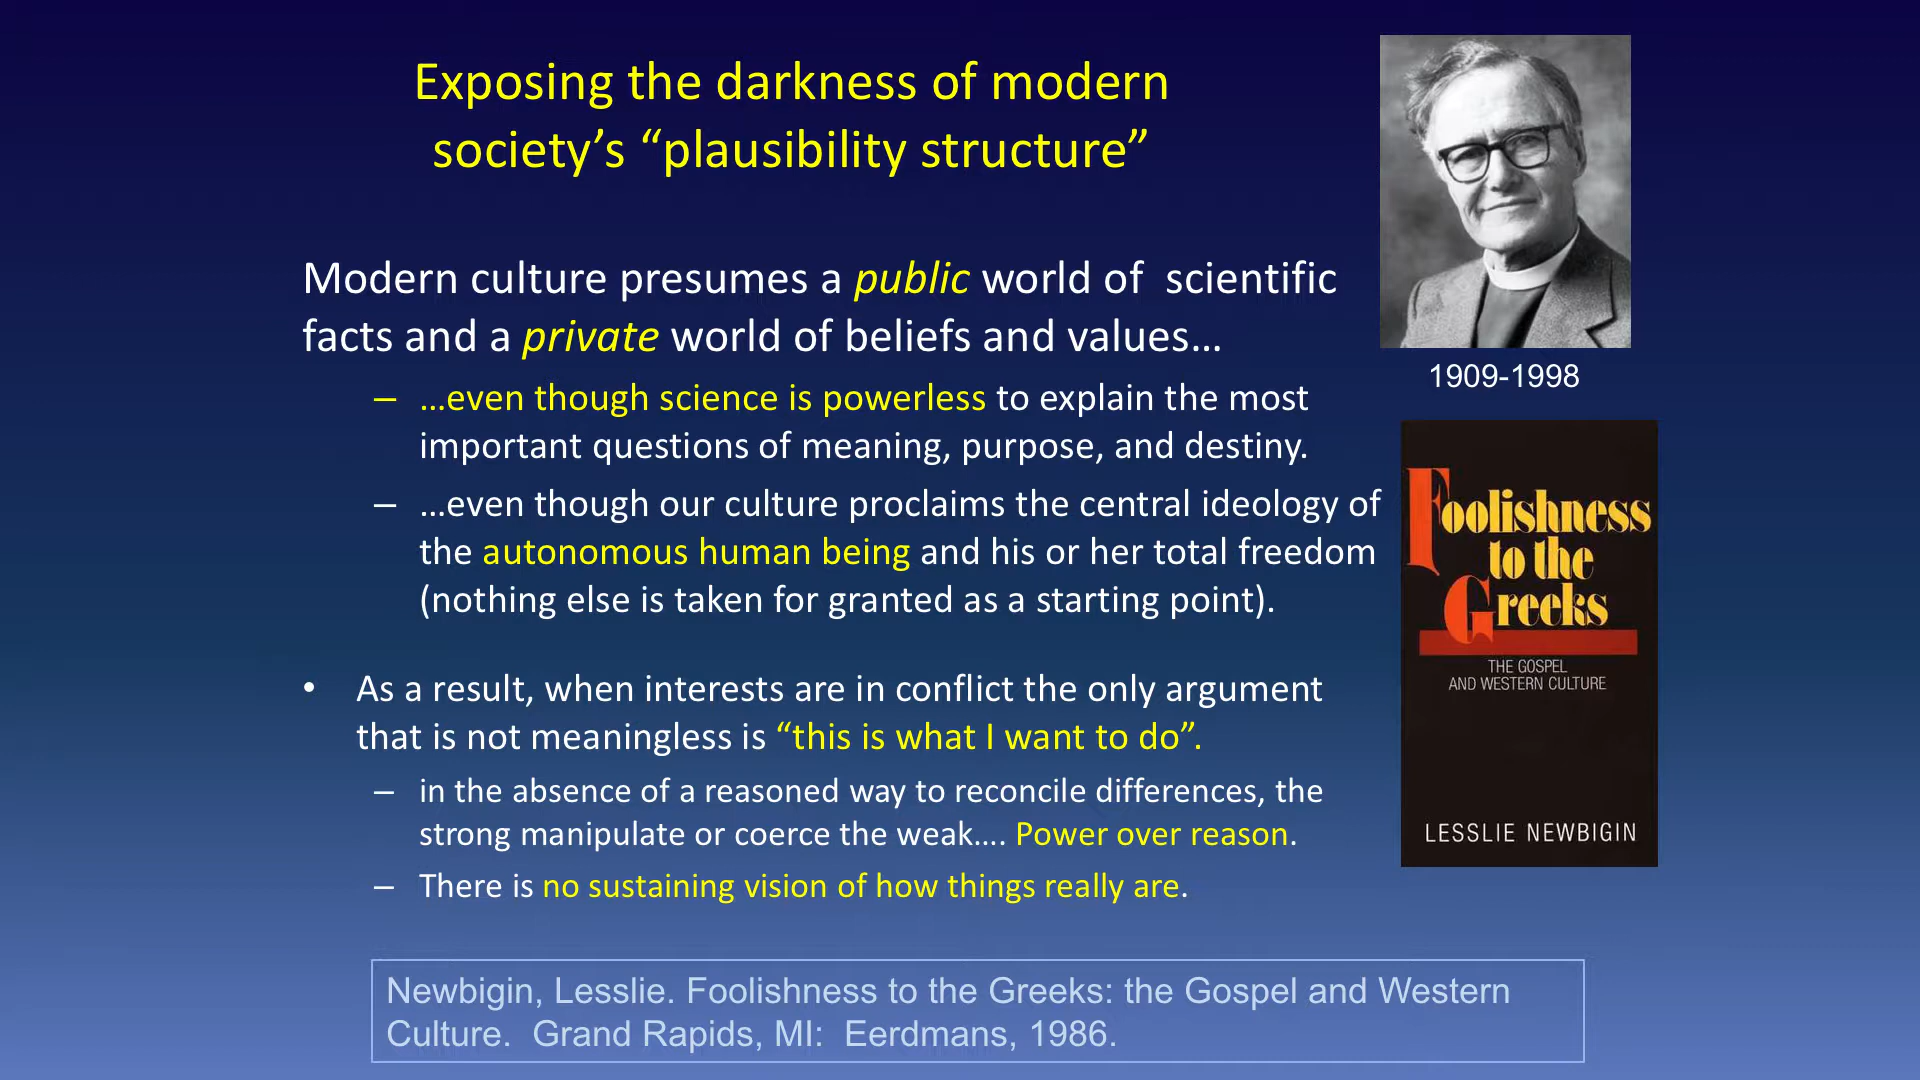 Exposing the darkness of modern
society’s “plausibility structure”
Modern culture presumes a public world of  scientific
facts and a private world of beliefs and values…
– …even though science is powerless to explain the most
important questions of meaning, purpose, and destiny.
– …even though our culture proclaims the central ideology of
the autonomous human being and his or her total freedom
(nothing else is taken for granted as a starting point).
• As a result, when interests are in conflict the only argument
that is not meaningless is “this is what I want to do”.
– in the absence of a reasoned way to reconcile differences, the
strong manipulate or coerce the weak…. Power over reason.
– There is no sustaining vision of how things really are.
1909-1998
Foolishness
to the
Greeks
THE GOSPEL
AND WESTERN CULTURE
LESSLIE NEWBIGIN
Newbigin, Lesslie. Foolishness to the Greeks: the Gospel and Western
Culture.  Grand Rapids, MI:  Eerdmans, 1986.